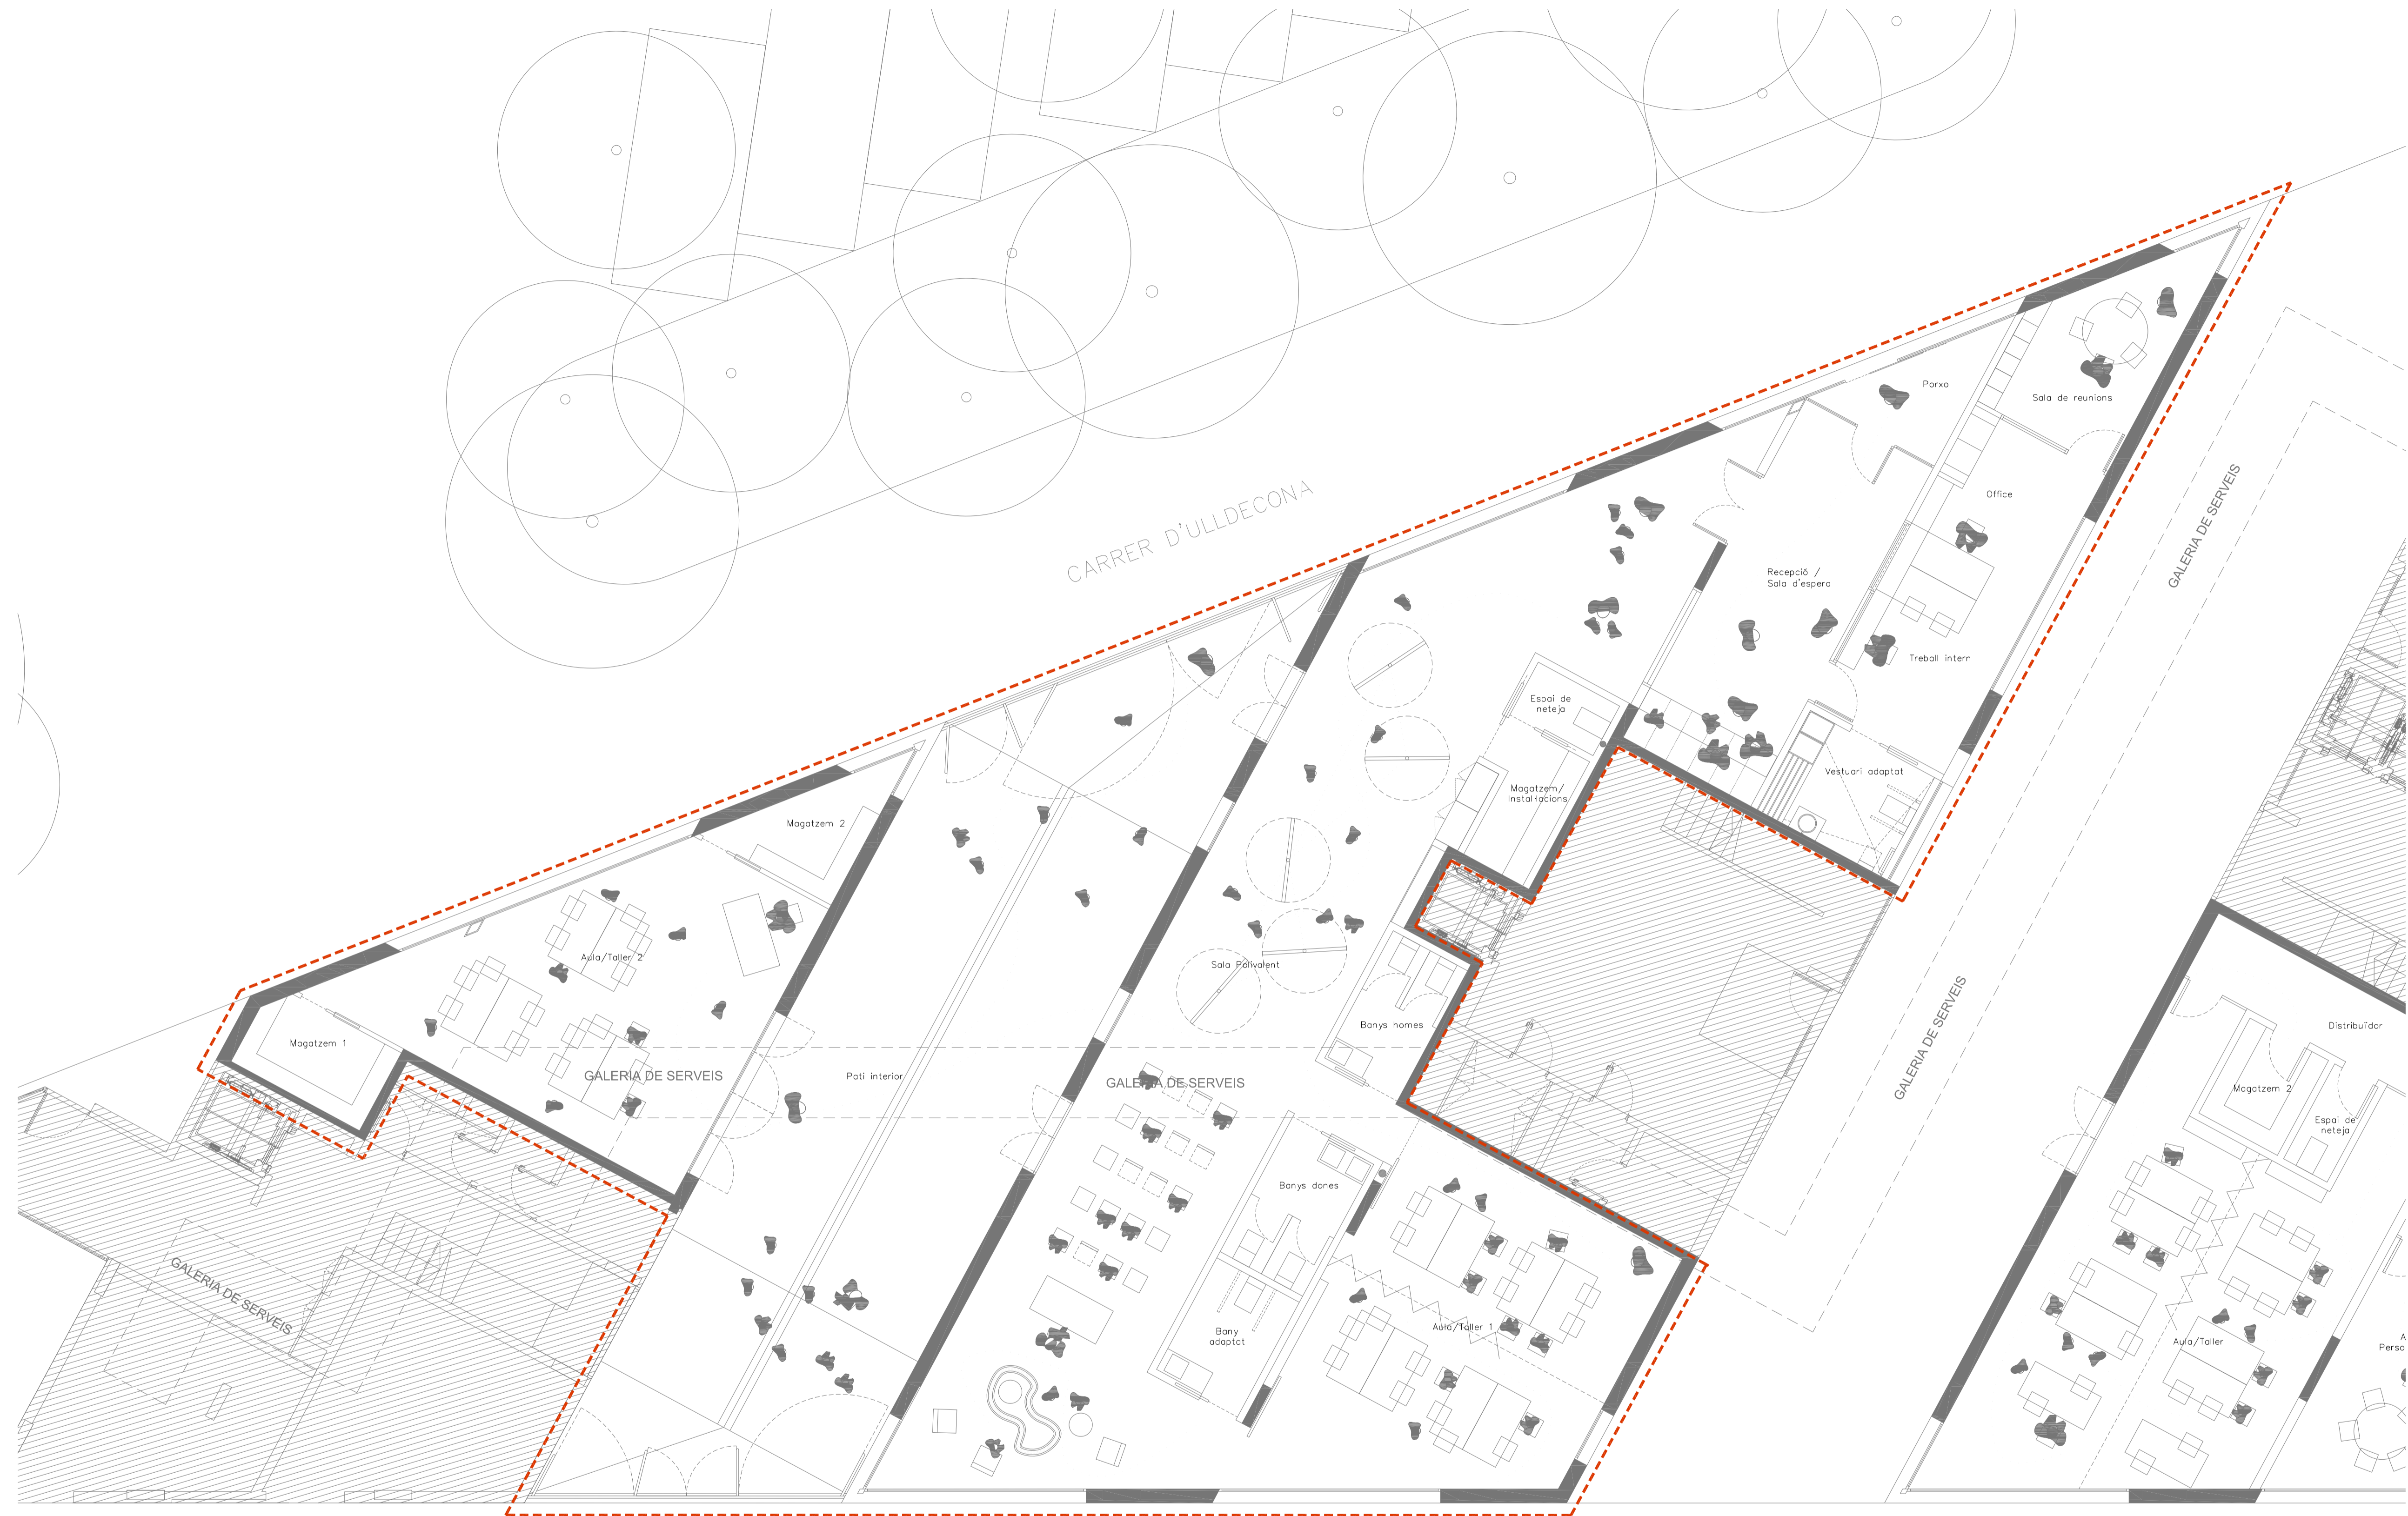 Porxo
Sala de reunions
CARRER D'ULLDECONA
Office
GALERIA DE SERVEIS
Recepció /
Sala d'espera
Treball intern
Espai de
neteja
Vestuari adaptat
Magatzem/
Instal·lacions
Magatzem 2
Aula/Taller 2
Sala Polivalent
Magatzem 1
Banys homes
GALERIA DE SERVEIS
Distribuïdor
GALERIA DE SERVEIS
Pati interior
GALERIA DE SERVEIS
Magatzem 2
Espai de
neteja
Banys dones
GALERIA DE SERVEIS
Bany
adaptat
Aula/Taller 1
Aula/Taller
A
Perso